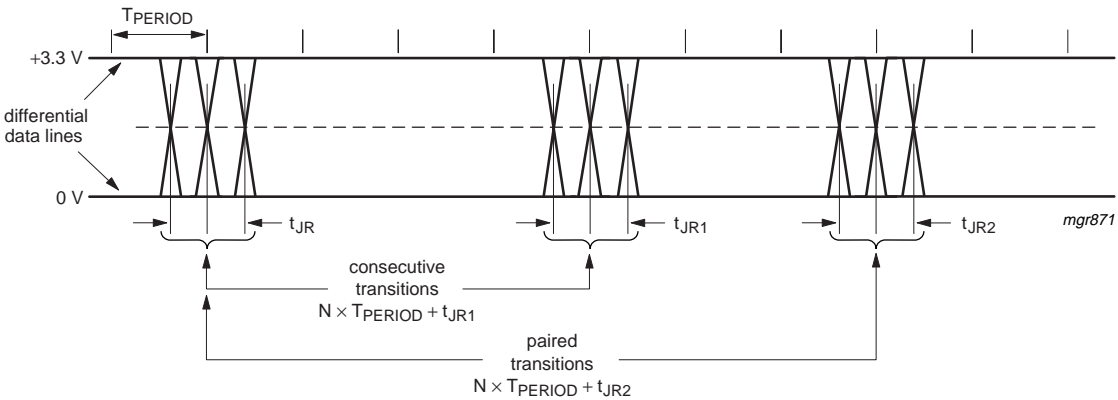 TPERIOD
+3.3 V
differential
data lines
0 V
tJR
tJR1
tJR2
mgr871
consecutive
transitions
N × TPERIOD + tJR1
paired
transitions
N × TPERIOD + tJR2